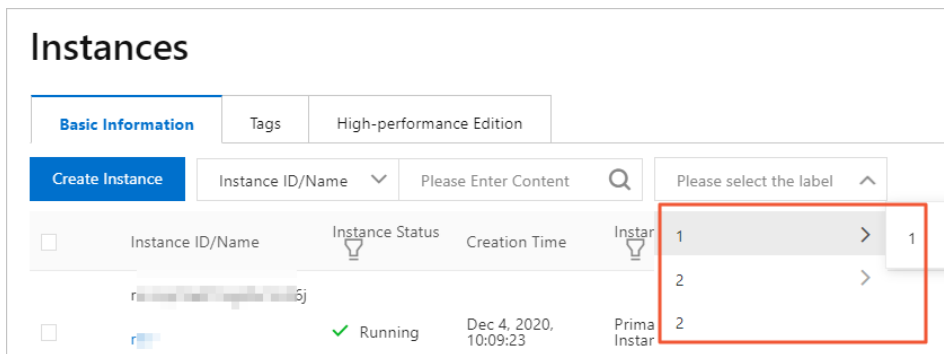 Instances
Basic Information Tags High-performance Edition
Create Instance Instance ID/Name Please Enter Content Please select the label
Instance ID/Name Instance Status Creation Time Instar 1 1
2
2
Running Dec 4, 2020, 10:09:23 Prima Instar